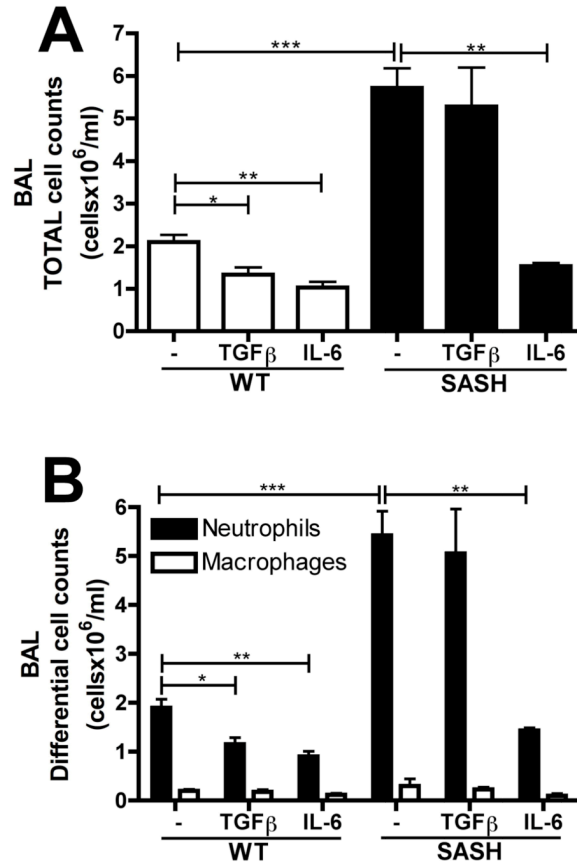 A
BAL
TOTAL cell counts
(cellsx10⁶/ml)
7
6
5
4
3
2
1
0
***
**
**
*
- TGFβ IL-6 - TGFβ IL-6
WT SASH
B
BAL
Differential cell counts
(cellsx10⁶/ml)
6
5
4
3
2
1
0
***
**
Neutrophils
Macrophages
**
*
- TGFβ IL-6 - TGFβ IL-6
WT SASH